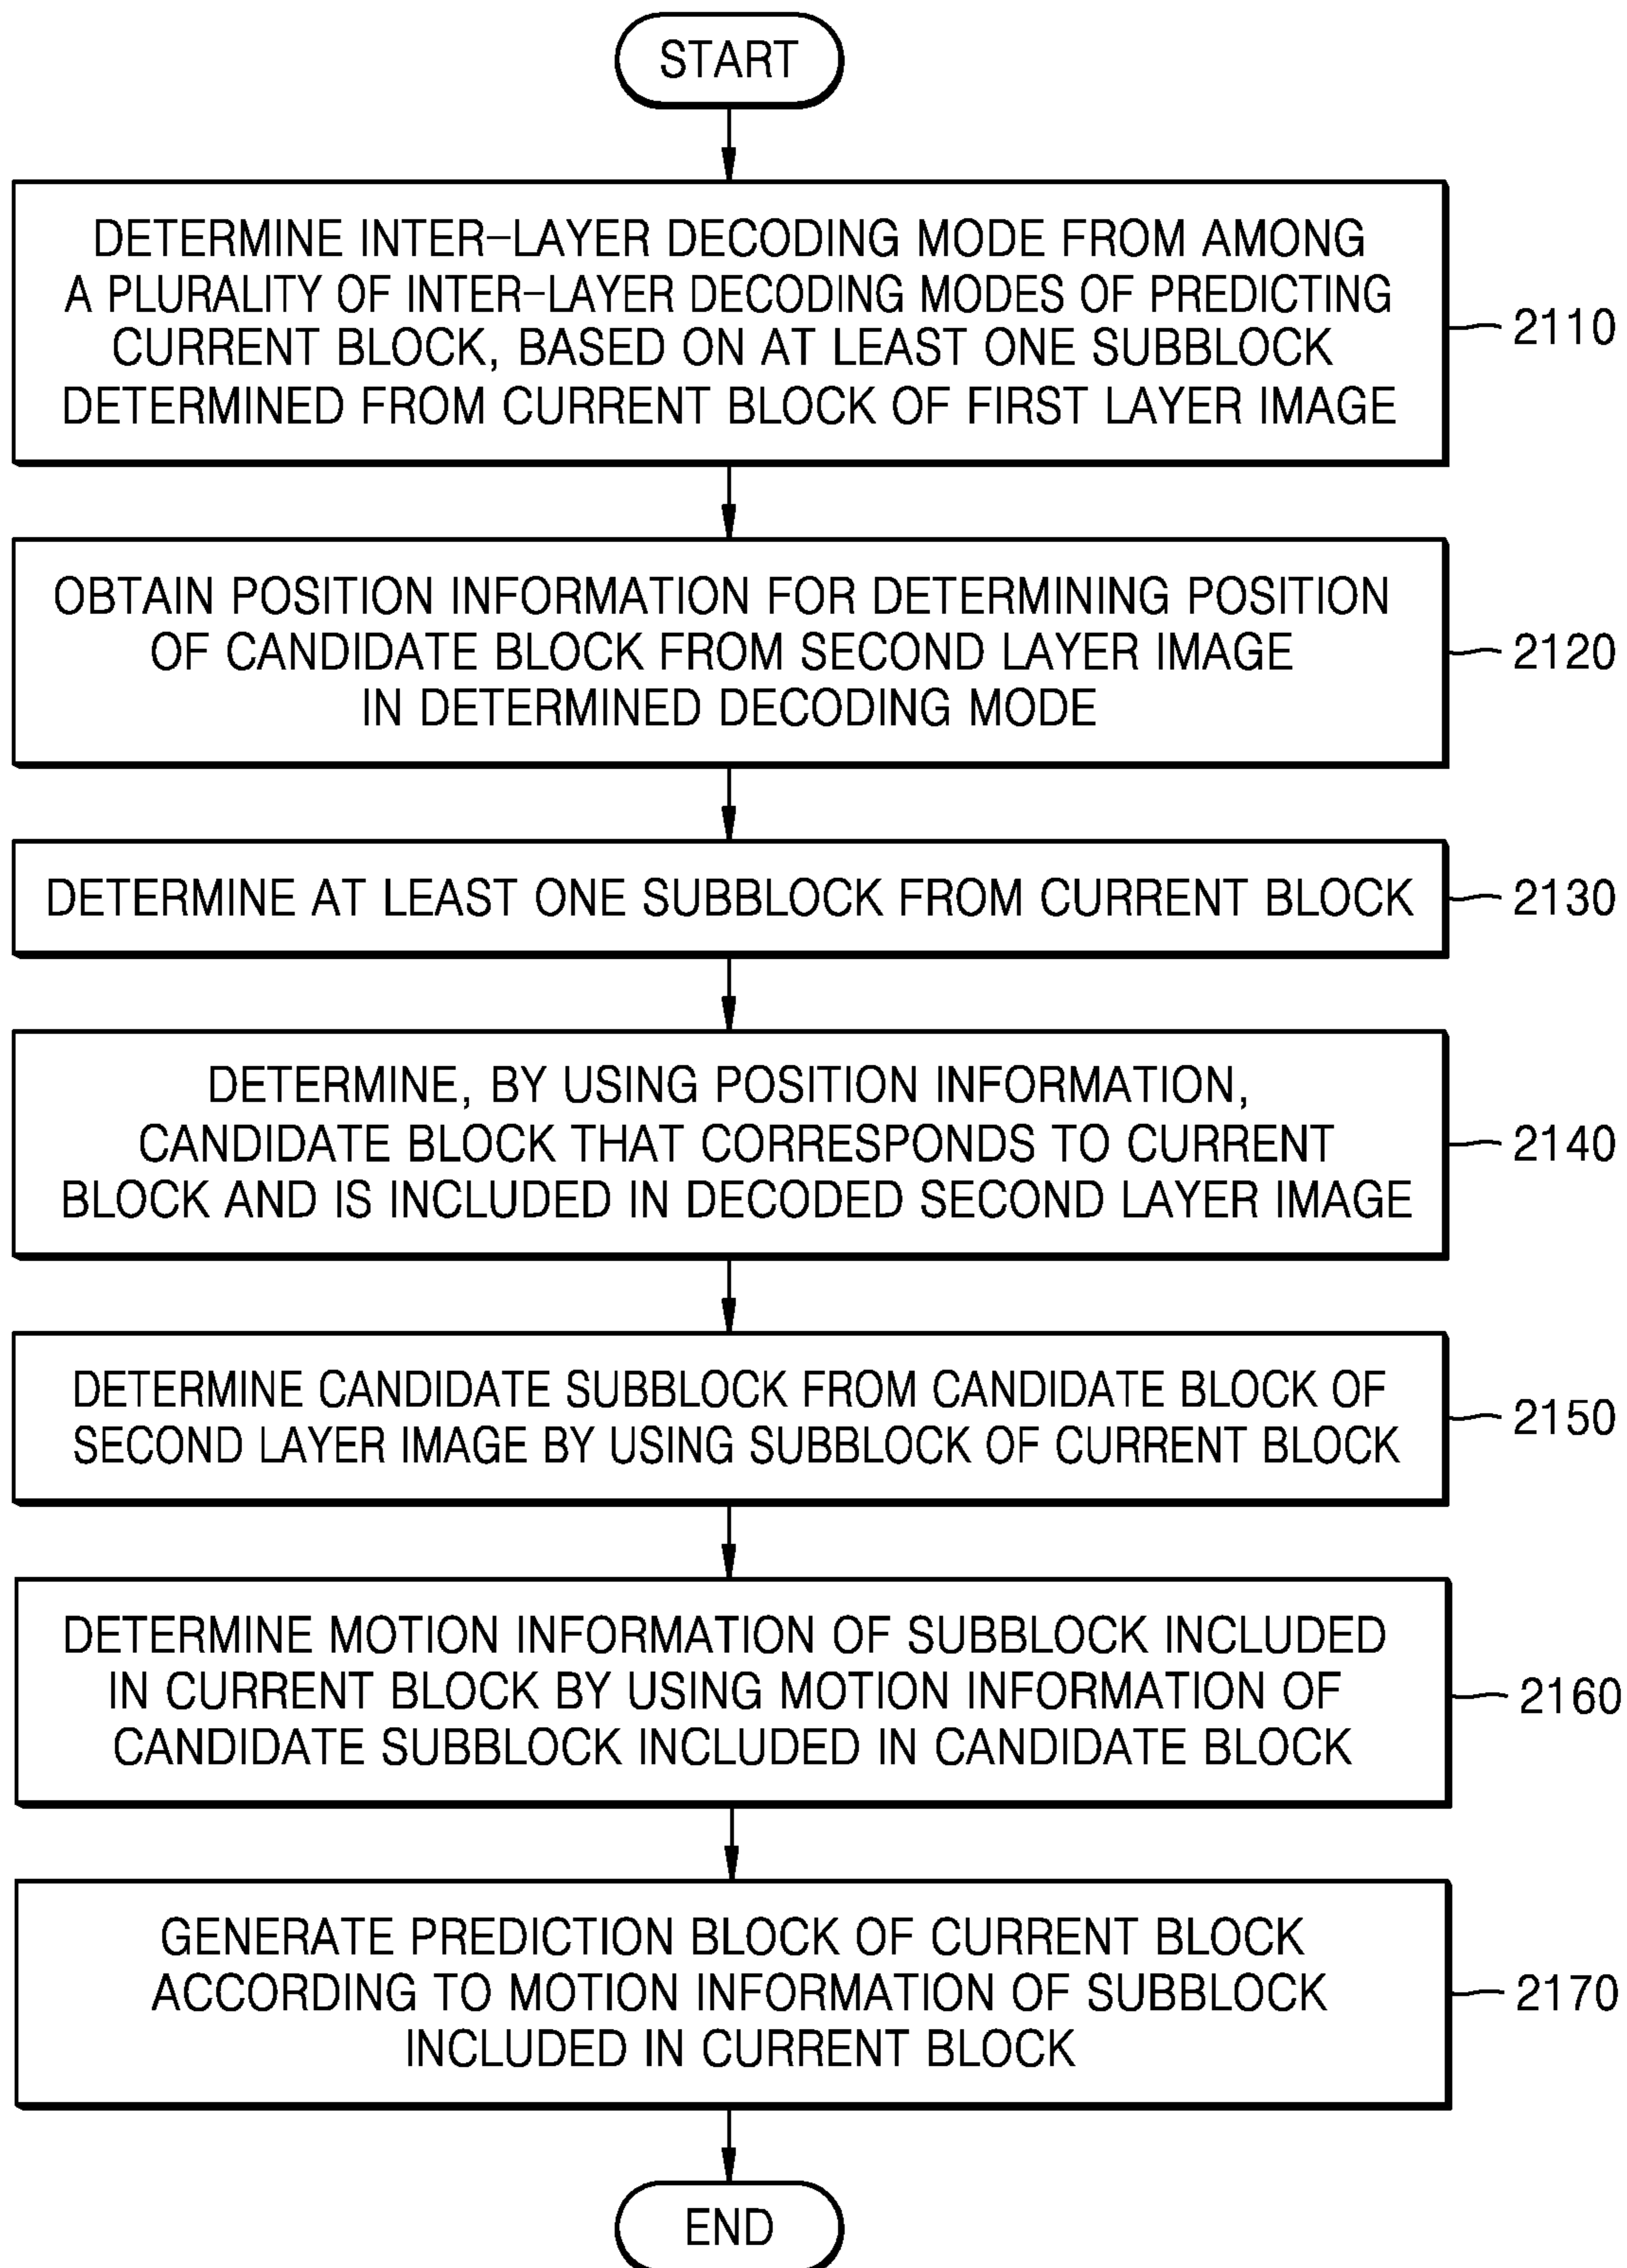 START
DETERMINE INTER-LAYER DECODING MODE FROM AMONG
A PLURALITY OF INTER-LAYER DECODING MODES OF PREDICTING
CURRENT BLOCK, BASED ON AT LEAST ONE SUBBLOCK
DETERMINED FROM CURRENT BLOCK OF FIRST LAYER IMAGE
2110
OBTAIN POSITION INFORMATION FOR DETERMINING POSITION
OF CANDIDATE BLOCK FROM SECOND LAYER IMAGE
IN DETERMINED DECODING MODE
2120
DETERMINE AT LEAST ONE SUBBLOCK FROM CURRENT BLOCK
2130
DETERMINE, BY USING POSITION INFORMATION,
CANDIDATE BLOCK THAT CORRESPONDS TO CURRENT
BLOCK AND IS INCLUDED IN DECODED SECOND LAYER IMAGE
2140
DETERMINE CANDIDATE SUBBLOCK FROM CANDIDATE BLOCK OF
SECOND LAYER IMAGE BY USING SUBBLOCK OF CURRENT BLOCK
2150
DETERMINE MOTION INFORMATION OF SUBBLOCK INCLUDED
IN CURRENT BLOCK BY USING MOTION INFORMATION OF
CANDIDATE SUBBLOCK INCLUDED IN CANDIDATE BLOCK
2160
GENERATE PREDICTION BLOCK OF CURRENT BLOCK
ACCORDING TO MOTION INFORMATION OF SUBBLOCK
INCLUDED IN CURRENT BLOCK
2170
END